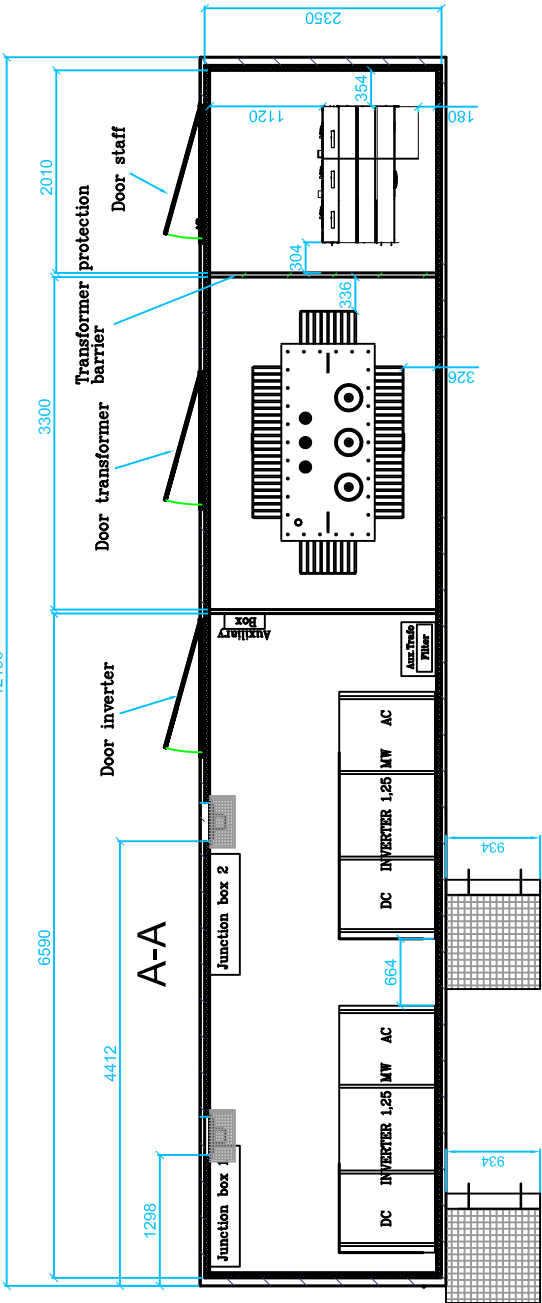 2350
354
1120
180
2010
Door staff
304
Transformer protection
barrier
336
3300
326
Door transformer
Auxiliary
Box
Aux.Trafo
Filter
Door inverter
DC INVERTER 1,25 MW AC
934
Junction box 2
A-A
6590
664
4412
DC INVERTER 1,25 MW AC
934
Junction box
1298